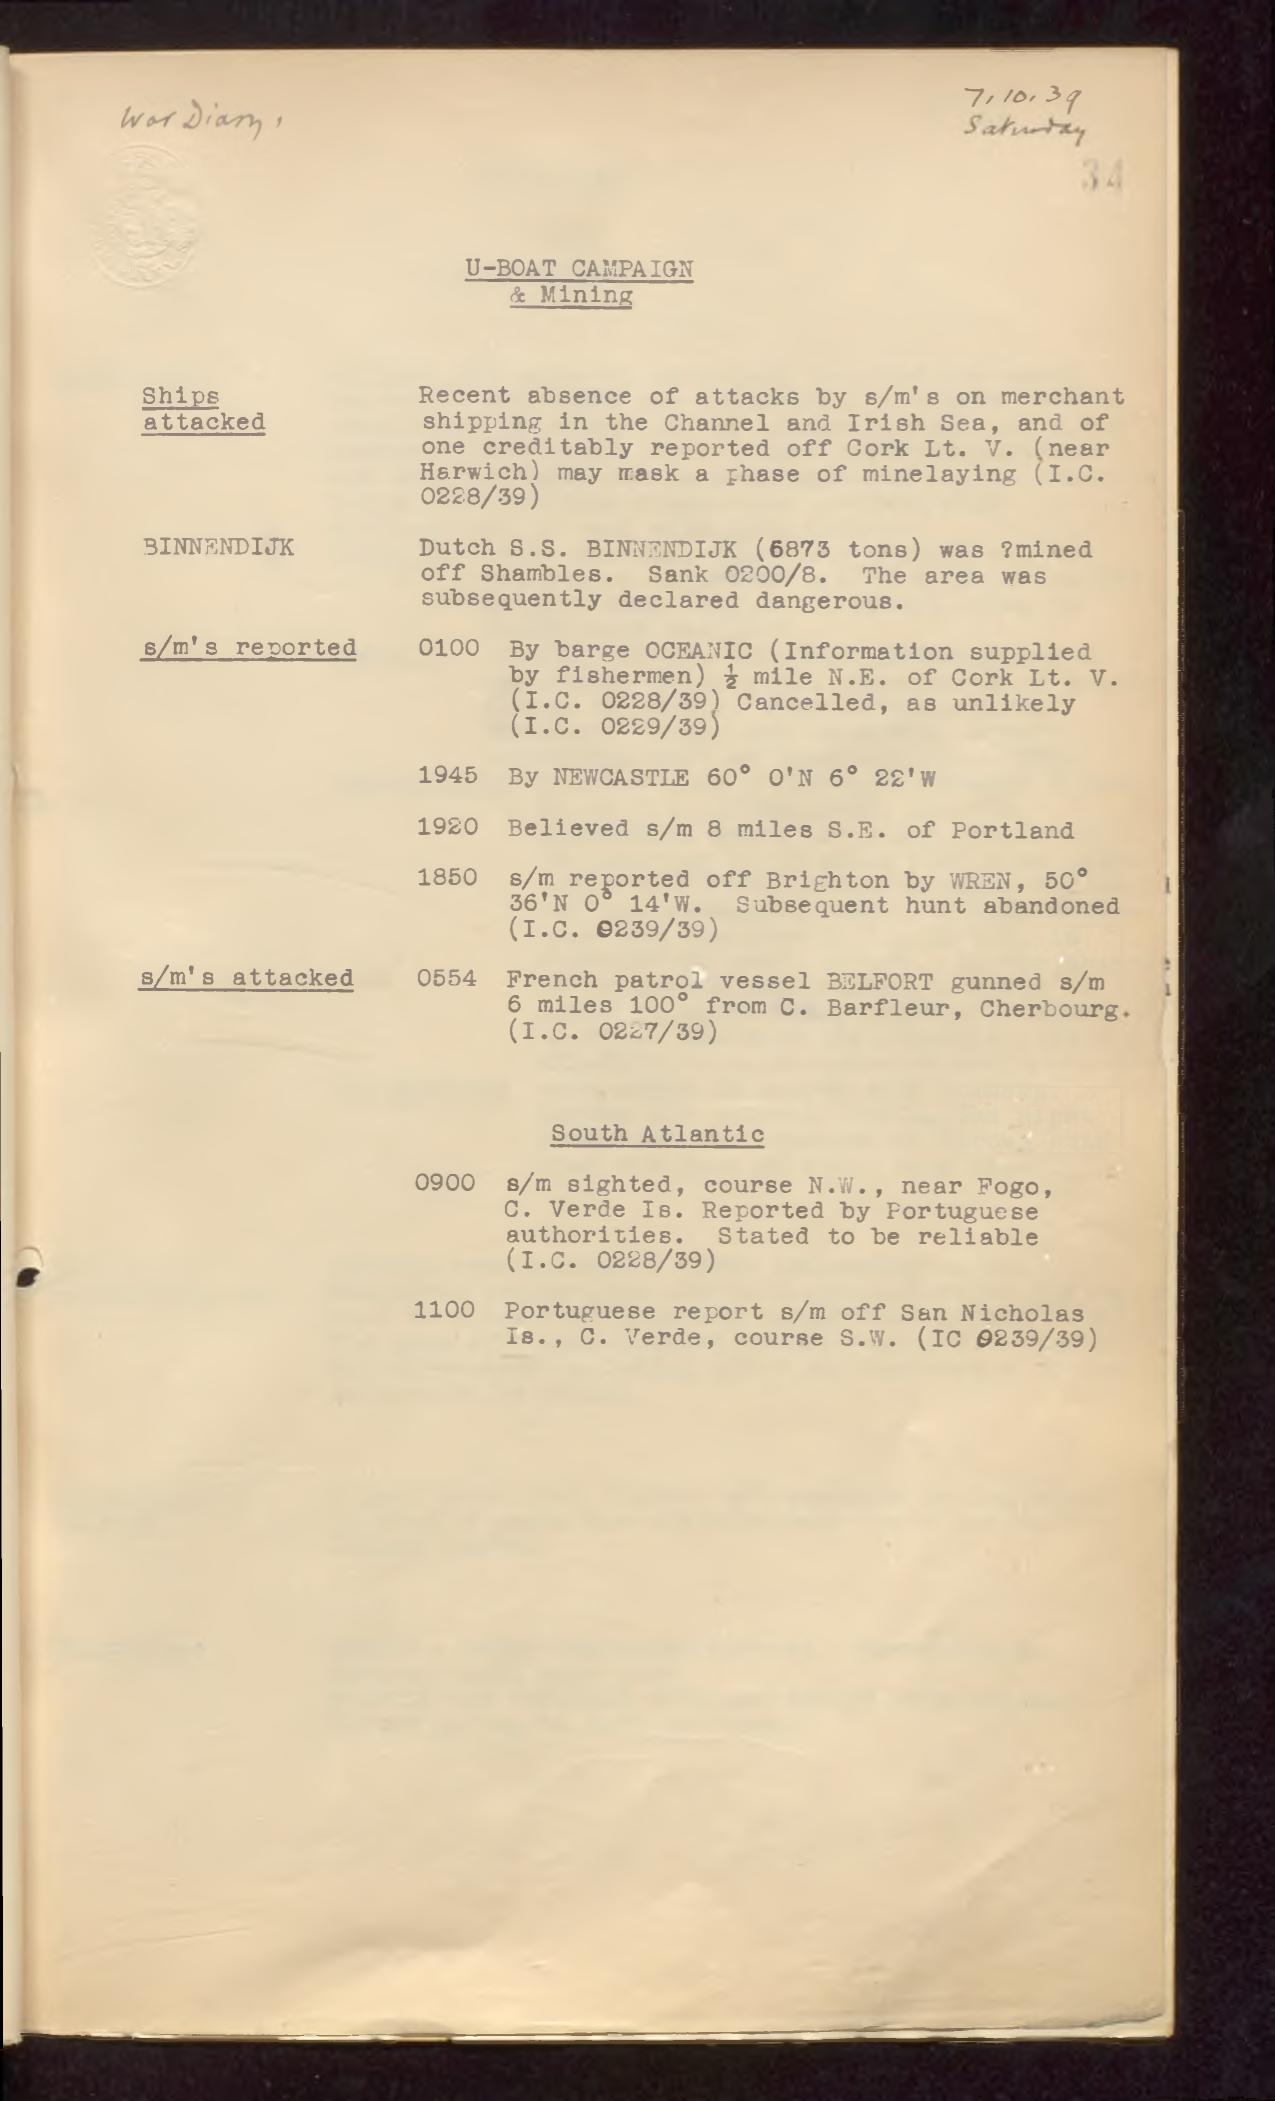 War Diary,
7.10.39
Saturday
34
U-BOAT CAMPAIGN
& Mining
Ships
attacked
Recent absence of attacks by s/m's on merchant
shipping in the Channel and Irish Sea, and of
one creditably reported off Cork Lt. V. (near
Harwich) may mask a phase of minelaying (I.C.
0228/39)
BINNENDIJK
Dutch S.S. BINNENDIJK (6873 tons) was ?mined
off Shambles. Sank 0200/8. The area was
subsequently declared dangerous.
s/m's reported
0100 By barge OCEANIC (Information supplied
by fishermen) ½ mile N.E. of Cork Lt. V.
(I.C. 0228/39) Cancelled, as unlikely
(I.C. 0229/39)
1945 By NEWCASTLE 60° 0'N 6° 22'W
1920 Believed s/m 8 miles S.E. of Portland
1850 s/m reported off Brighton by WREN, 50°
36'N 0° 14'W. Subsequent hunt abandoned
(I.C. 0239/39)
s/m's attacked
0554 French patrol vessel BELFORT gunned s/m
6 miles 100° from C. Barfleur, Cherbourg.
(I.C. 0227/39)
South Atlantic
0900 s/m sighted, course N.W., near Fogo,
C. Verde Is. Reported by Portuguese
authorities. Stated to be reliable
(I.C. 0228/39)
1100 Portuguese report s/m off San Nicholas
Is., C. Verde, course S.W. (IC 0239/39)